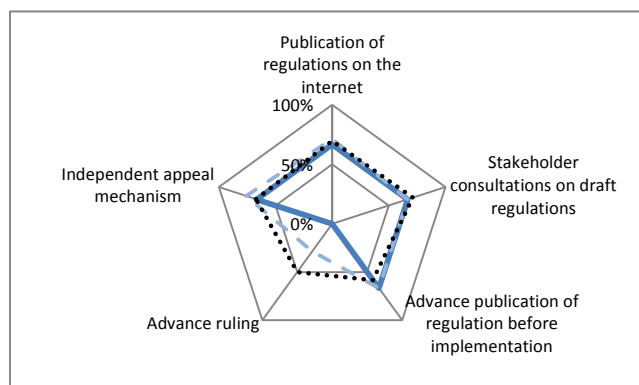 Publication of
regulations on the
internet
100%
50%
0%
Stakeholder
consultations on draft
regulations
Independent appeal
mechanism
Advance ruling
Advance publication of
regulation before
implementation